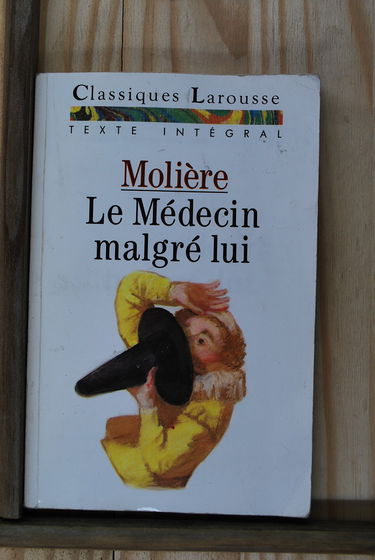 Classiques Larousse
TEXTE INTÉGRAL
Molière
Le Médecin
malgré lui